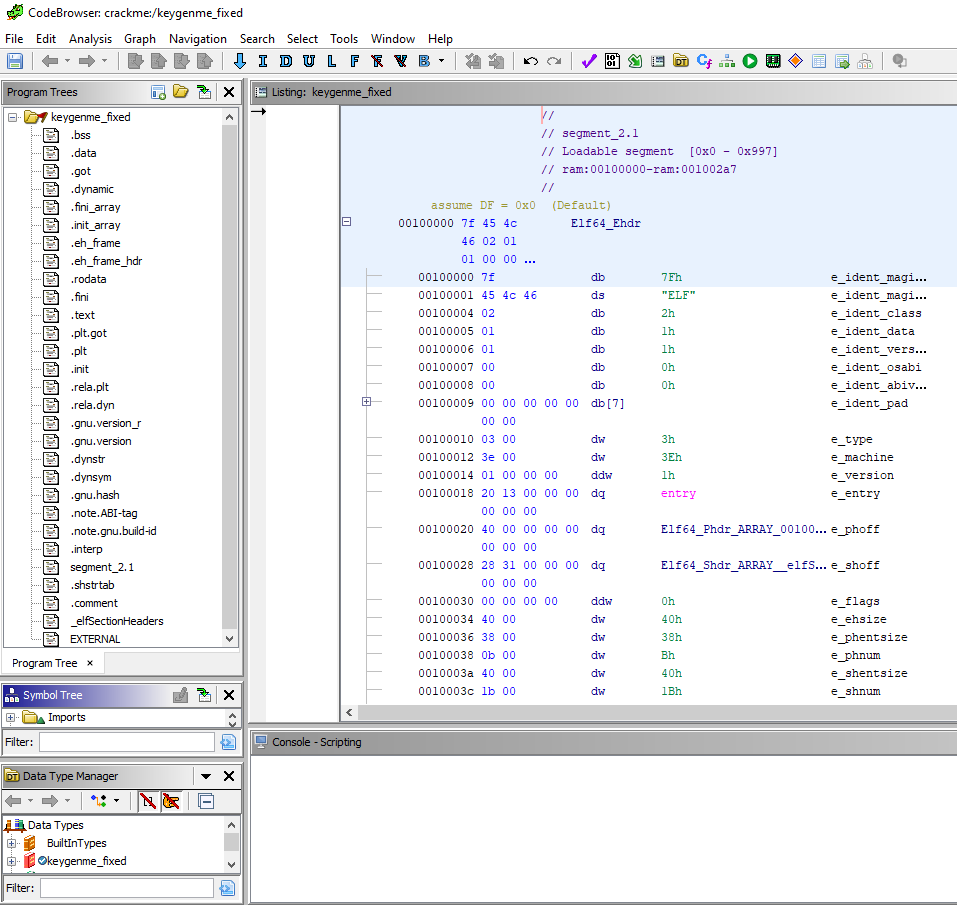 CodeBrowser: crackme:/keygenme_fixed
File Edit Analysis Graph Navigation Search Select Tools Window Help
I D U L F F V B
Program Trees
keygenme_fixed
.bss
.data
.got
.dynamic
.fini_array
.init_array
.eh_frame
.eh_frame_hdr
.rodata
.fini
.text
.plt.got
.plt
.init
.rela.plt
.rela.dyn
.gnu.version_r
.gnu.version
.dynstr
.dynsym
.gnu.hash
.note.ABI-tag
.note.gnu.build-id
.interp
segment_2.1
.shstrtab
.comment
_elfSectionHeaders
EXTERNAL
Program Tree ×
Symbol Tree
Imports
Filter:
Data Type Manager
Data Types
BuiltInTypes
keygenme_fixed
Filter:
Listing: keygenme_fixed
//
// segment_2.1
// Loadable segment [0x0 - 0x997]
// ram:00100000-ram:001002a7
//
assume DF = 0x0 (Default)
00100000 7f 45 4c Elf64_Ehdr
46 02 01
01 00 00 ...
00100000 7f db 7Fh e_ident_magi...
00100001 45 4c 46 ds "ELF" e_ident_magi...
00100004 02 db 2h e_ident_class
00100005 01 db 1h e_ident_data
00100006 01 db 1h e_ident_vers...
00100007 00 db 0h e_ident_osabi
00100008 00 db 0h e_ident_abiv...
00100009 00 00 00 00 00 db[7] e_ident_pad
00 00
00100010 03 00 dw 3h e_type
00100012 3e 00 dw 3Eh e_machine
00100014 01 00 00 00 ddw 1h e_version
00100018 20 13 00 00 00 dq entry e_entry
00 00 00
00100020 40 00 00 00 00 dq Elf64_Phdr_ARRAY_00100... e_phoff
00 00 00
00100028 28 31 00 00 00 dq Elf64_Shdr_ARRAY__elfS... e_shoff
00 00 00
00100030 00 00 00 00 ddw 0h e_flags
00100034 40 00 dw 40h e_ehsize
00100036 38 00 dw 38h e_phentsize
00100038 0b 00 dw Bh e_phnum
0010003a 40 00 dw 40h e_shentsize
0010003c 1b 00 dw 1Bh e_shnum
Console - Scripting